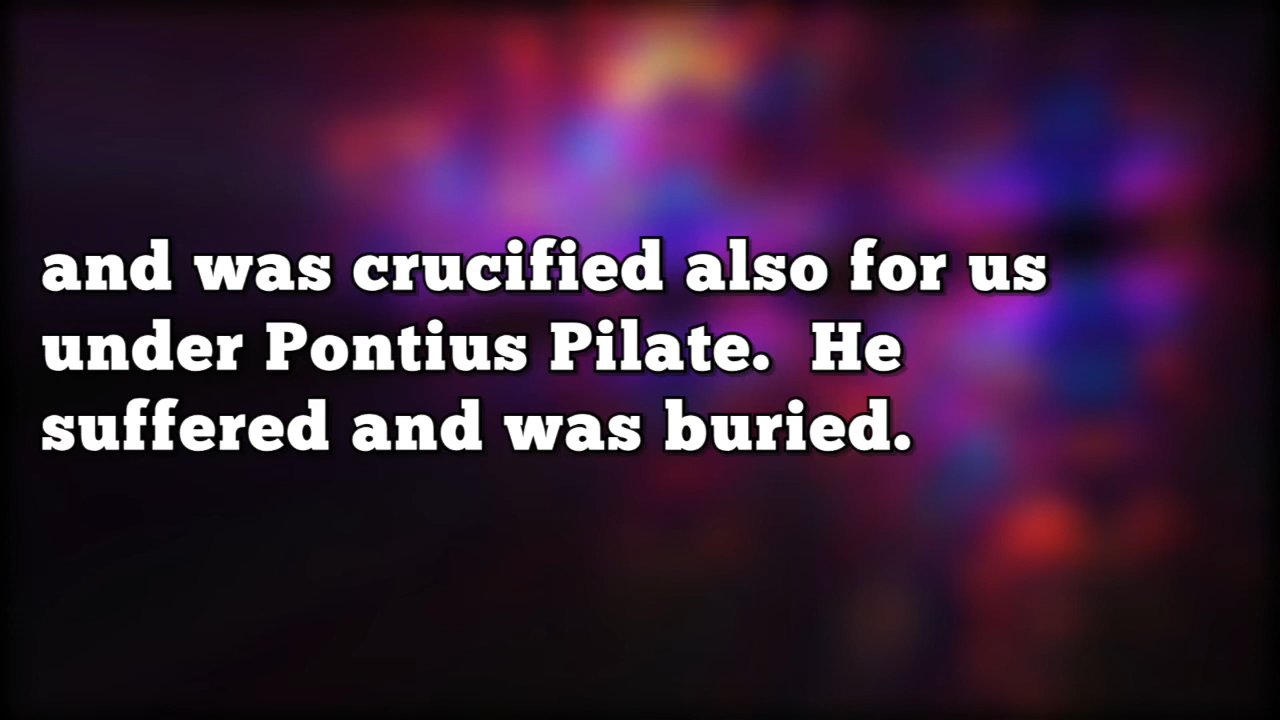 and was crucified also for us
under Pontius Pilate.  He
suffered and was buried.